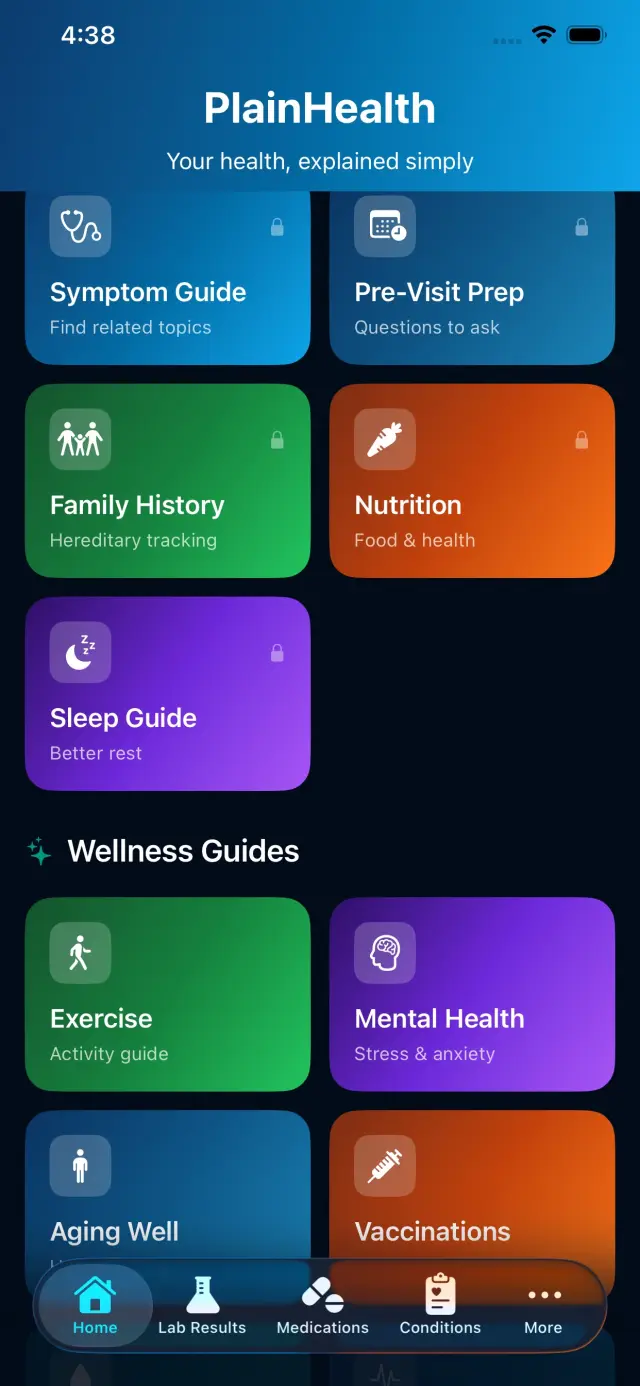 4:38
PlainHealth
Your health, explained simply
Symptom Guide
Find related topics
Pre-Visit Prep
Questions to ask
Family History
Hereditary tracking
Nutrition
Food & health
Sleep Guide
Better rest
Wellness Guides
Exercise
Activity guide
Mental Health
Stress & anxiety
Aging Well
Vaccinations
Home
Lab Results
Medications
Conditions
More